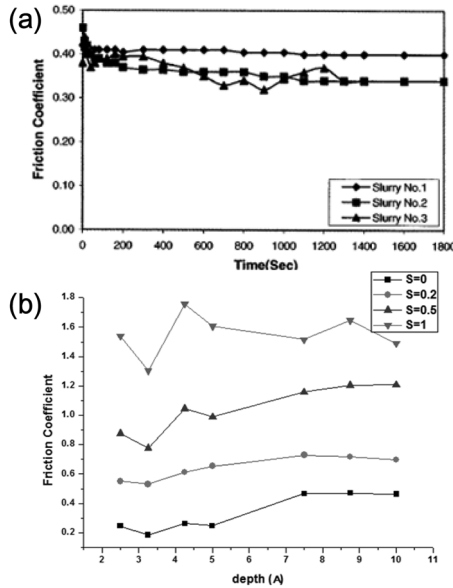 (a)
0.50
0.40
0.30
0.20
0.10
0.00
Friction Coefficient
Slurry No.1
Slurry No.2
Slurry No.3
0 200 400 600 800 1000 1200 1400 1600 1800
Time(Sec)
(b)
S=0
S=0.2
S=0.5
S=1
1.8
1.6
1.4
1.2
1.0
0.8
0.6
0.4
0.2
Friction Coefficient
2 3 4 5 6 7 8 9 10 11
depth (A)